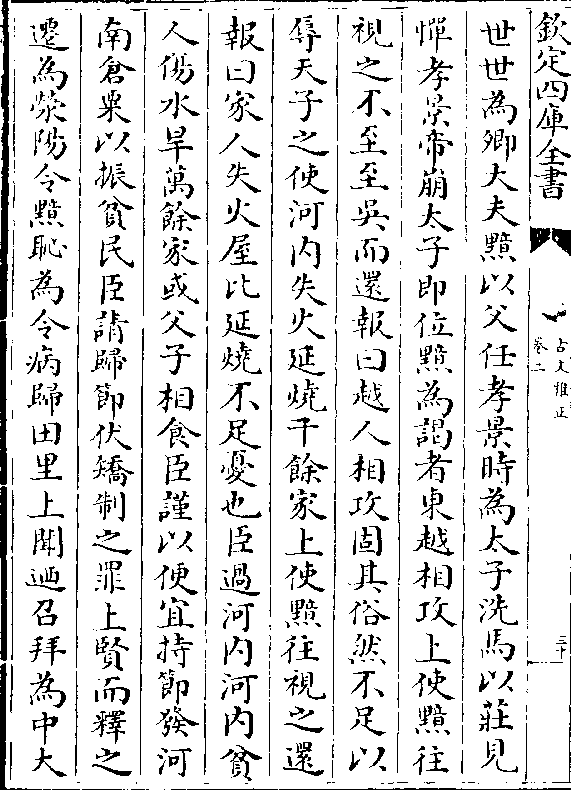 欽定四庫全書
古文雅正
卷二
三十
世世為卿大夫黯以父任孝景時為太子洗馬以莊見
憚孝景帝崩太子即位黯為謁者東越相攻上使黯往
視之不至至吳而還報曰越人相攻固其俗然不足以
辱天子之使河内失火延燒千餘家上使黯往視之還
報曰家人失火屋比延燒不足憂也臣過河内河内貧
人傷水旱萬餘家或父子相食臣謹以便宜持節發河
南倉粟以振貧民臣請歸節伏矯制之罪上賢而釋之
遷為滎陽令黯恥為令病歸田里上聞迺召拜為中大